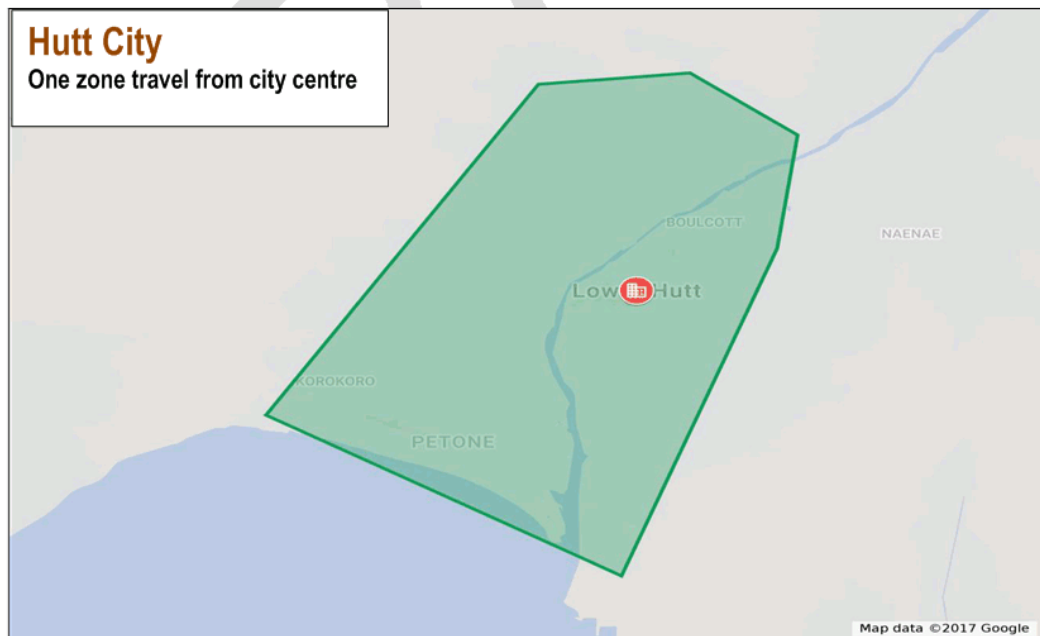 Hutt City
One zone travel from city centre
BOULCOTT
NAENAE
Low Hutt
KOROKORO
PETONE
Map data ©2017 Google